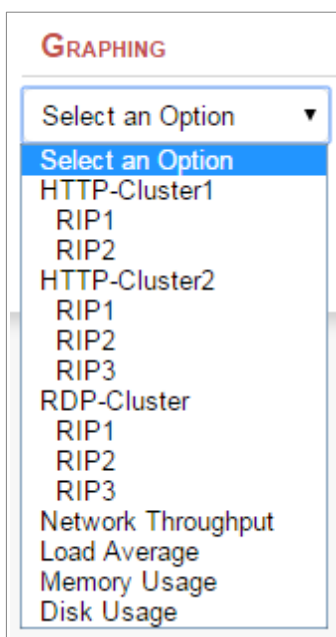 GRAPHING
Select an Option
Select an Option
HTTP-Cluster1
RIP1
RIP2
HTTP-Cluster2
RIP1
RIP2
RIP3
RDP-Cluster
RIP1
RIP2
RIP3
Network Throughput
Load Average
Memory Usage
Disk Usage